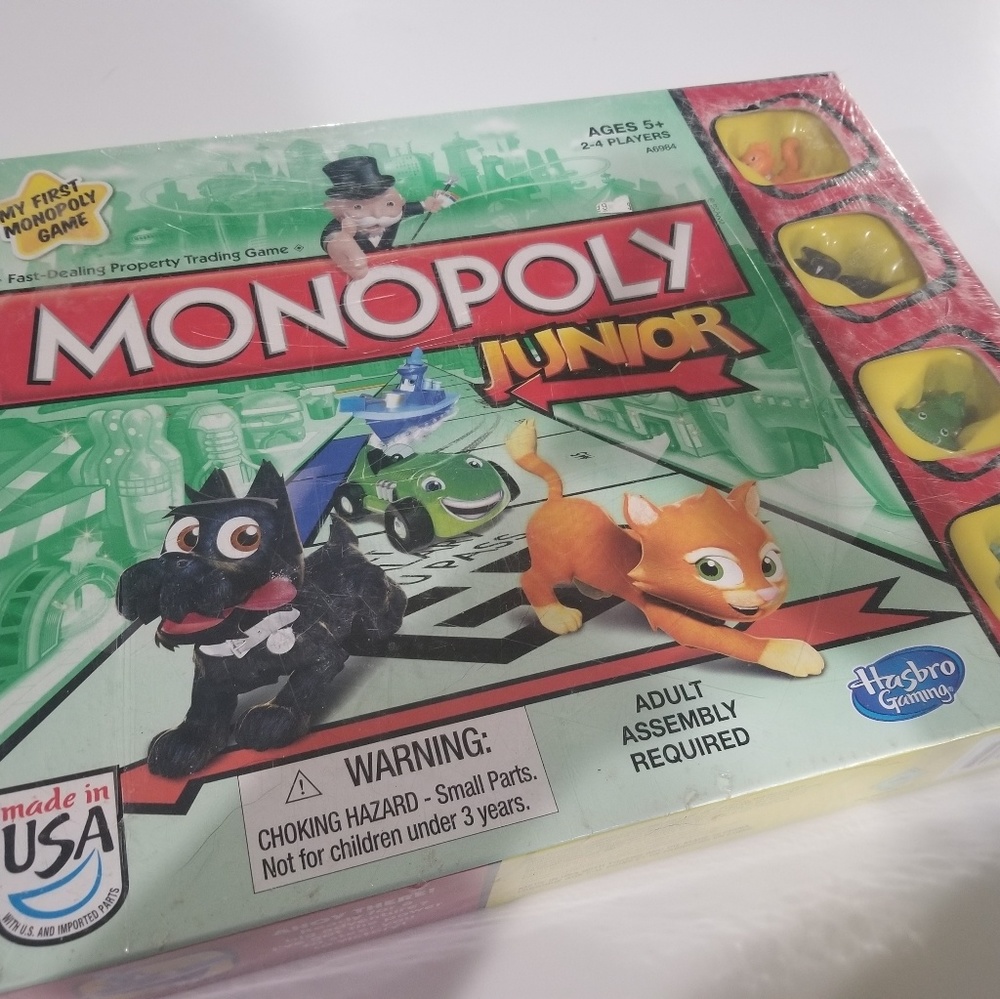 MY FIRST
MONOPOLY
GAME
Fast-Dealing Property Trading Game
AGES 5+
2-4 PLAYERS
A6984
MONOPOLY
JUNIOR
PASS
WARNING:
CHOKING HAZARD - Small Parts.
Not for children under 3 years.
ADULT
ASSEMBLY
REQUIRED
Hasbro
Gaming
made in
USA
WITH U.S. AND IMPORTED PARTS